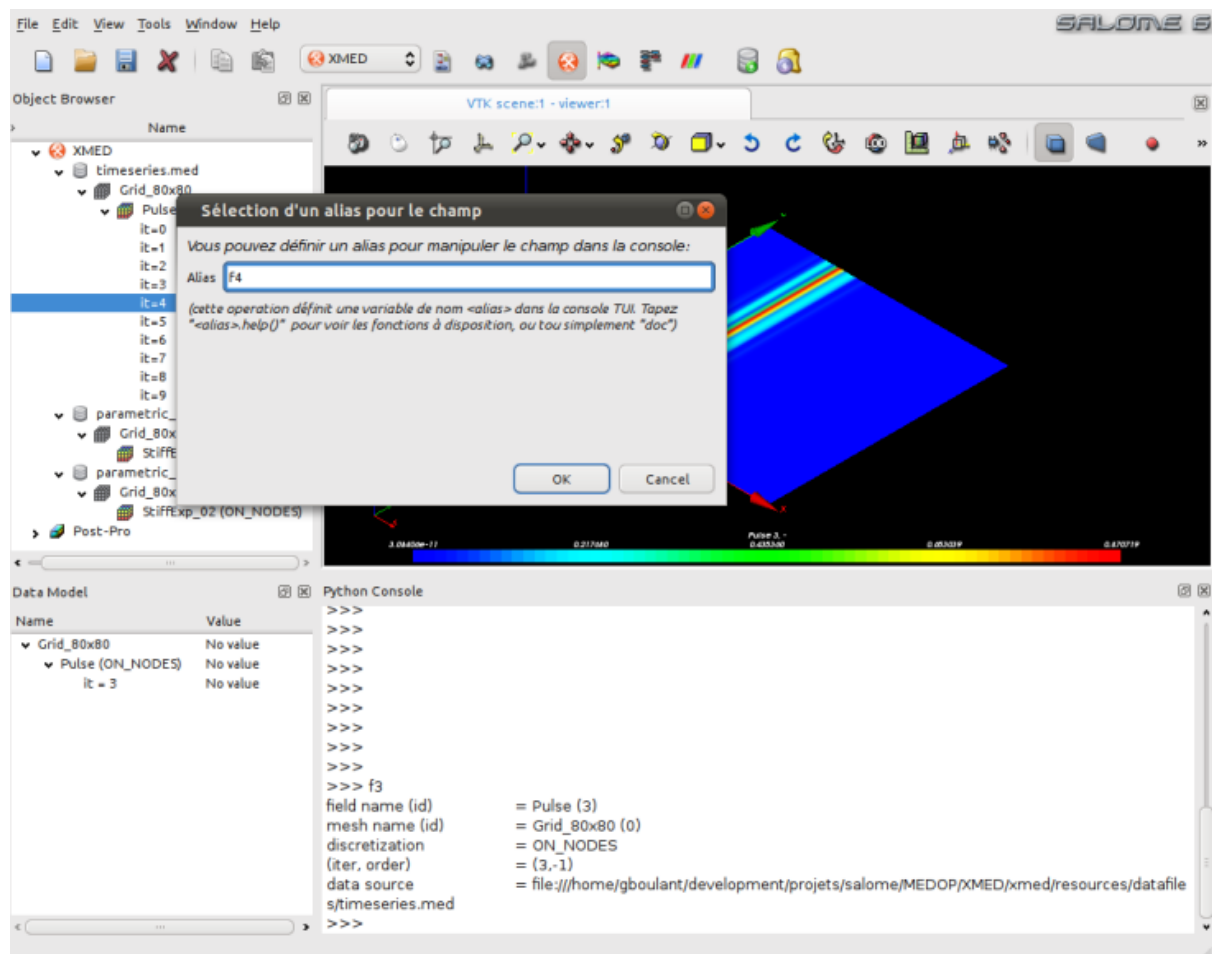 File Edit View Tools Window Help
SALOME 6
XMED
Object Browser
Name
XMED
timeseries.med
Grid_80x80
Pulse
it=0
it=1
it=2
it=3
it=4
it=5
it=6
it=7
it=8
it=9
parametric_
Grid_80x
StiffE
parametric_
Grid_80x
StiffExp_02 (ON_NODES)
Post-Pro
VTK scene:1 - viewer:1
Sélection d'un alias pour le champ
Vous pouvez définir un alias pour manipuler le champ dans la console:
Alias f4
(cette operation définit une variable de nom <alias> dans la console TUI. Tapez
"<alias>.help()" pour voir les fonctions à disposition, ou tou simplement "doc")
OK Cancel
x
Pulse 3, -
0.217680
Data Model
Name Value
Grid_80x80 No value
Pulse (ON_NODES) No value
it = 3 No value
Python Console
>>>
>>>
>>>
>>>
>>>
>>>
>>>
>>>
>>>
>>> f3
field name (id) = Pulse (3)
mesh name (id) = Grid_80x80 (0)
discretization = ON_NODES
(iter, order) = (3,-1)
data source = file:///home/gboulant/development/projets/salome/MEDOP/XMED/xmed/resources/datafile
s/timeseries.med
>>>